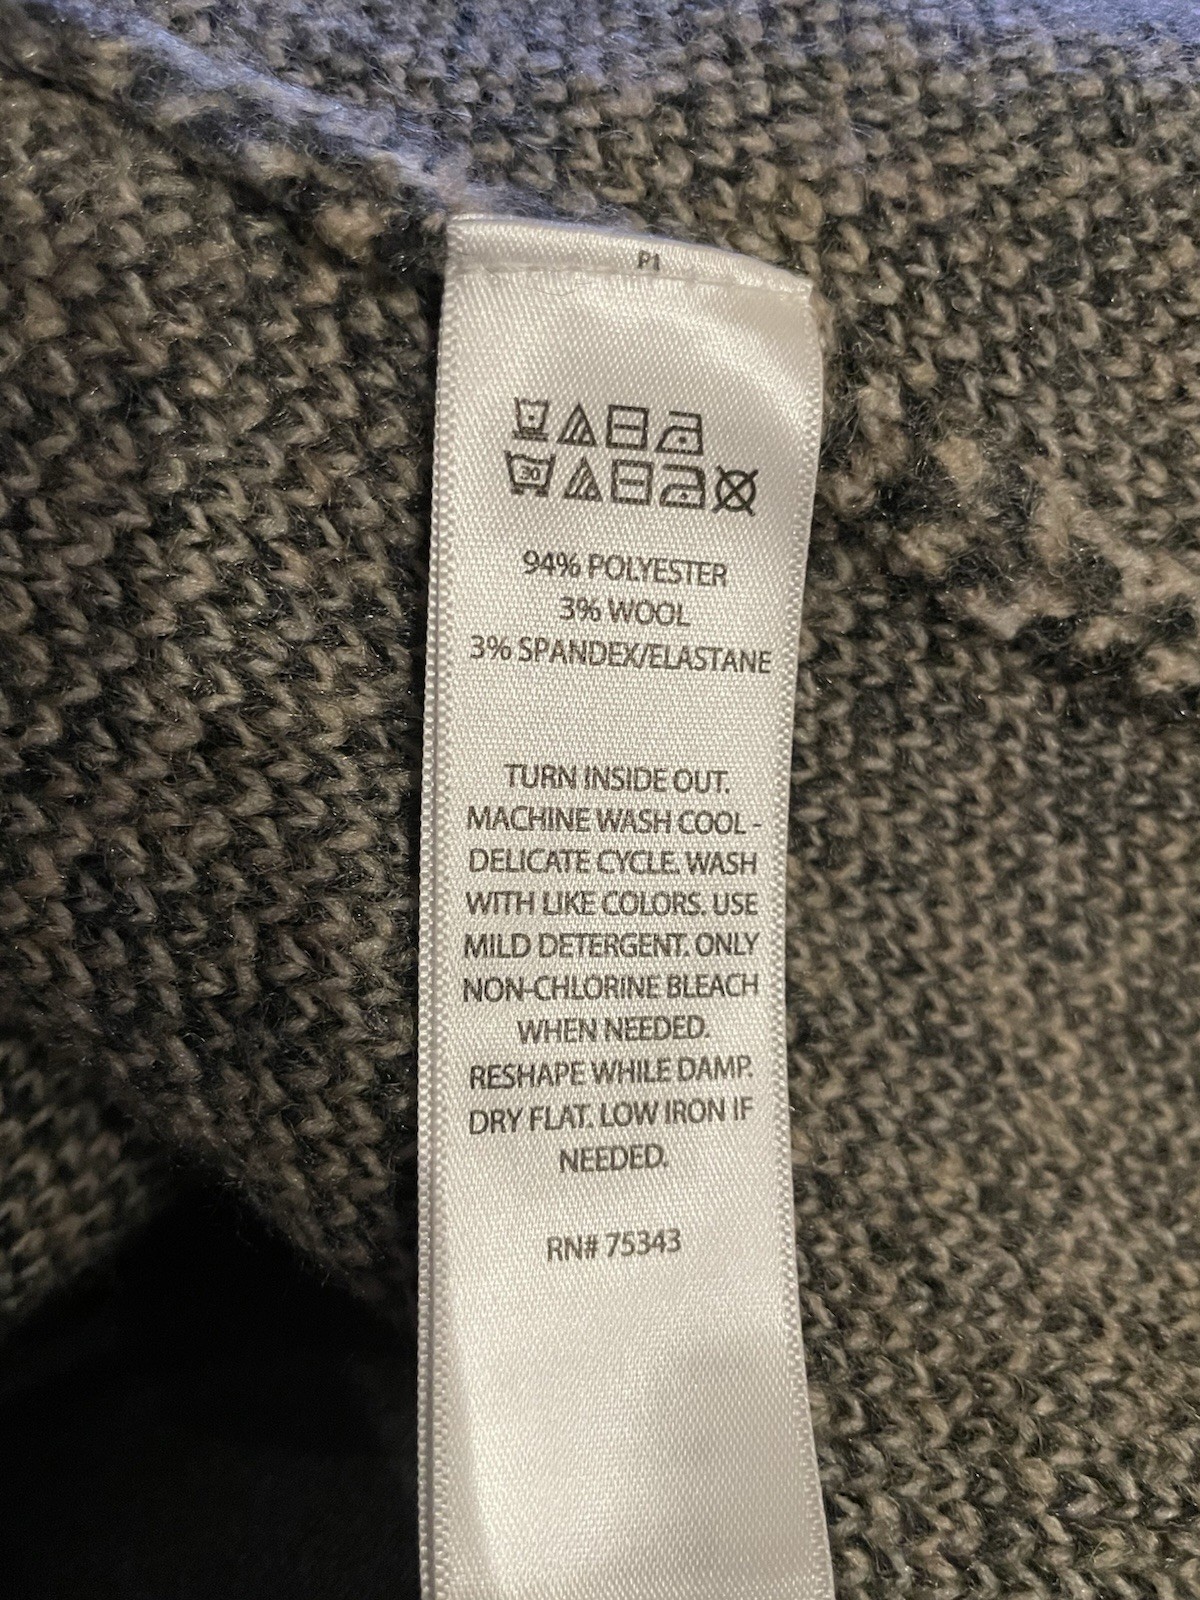 P1
30
94% POLYESTER
3% WOOL
3% SPANDEX/ELASTANE
TURN INSIDE OUT.
MACHINE WASH COOL -
DELICATE CYCLE. WASH
WITH LIKE COLORS. USE
MILD DETERGENT. ONLY
NON-CHLORINE BLEACH
WHEN NEEDED.
RESHAPE WHILE DAMP.
DRY FLAT. LOW IRON IF
NEEDED.
RN# 75343